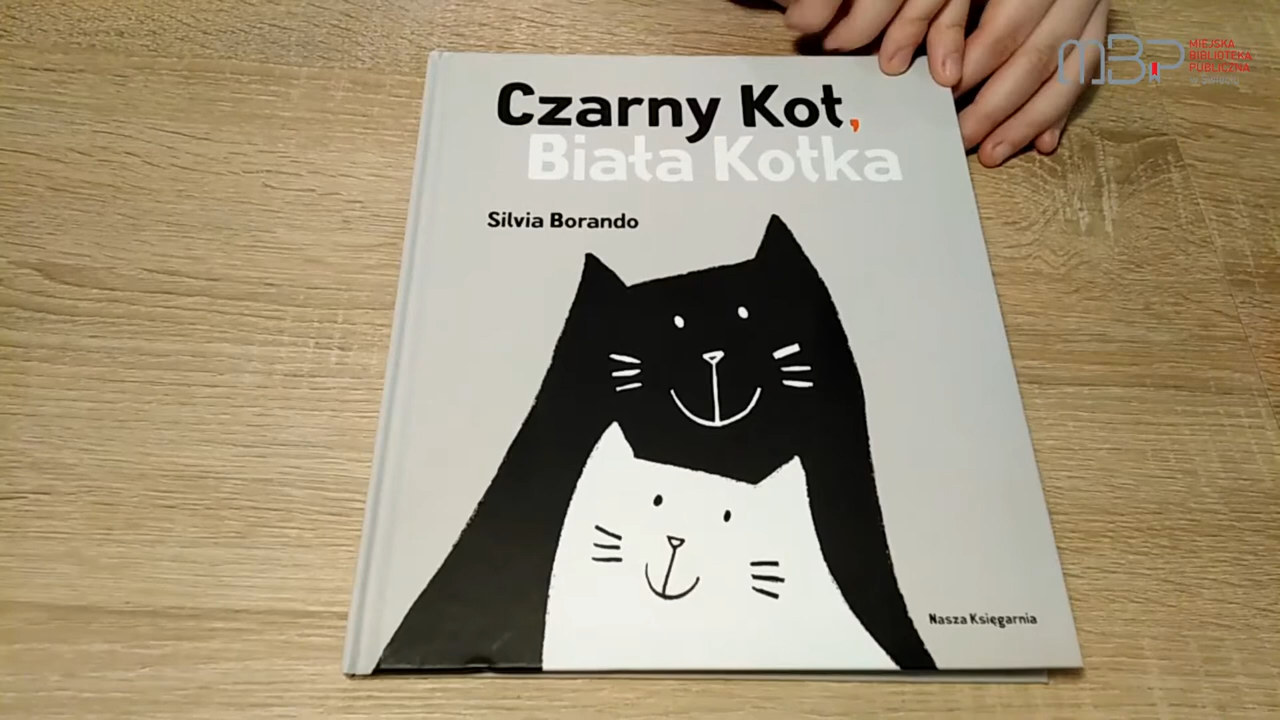 Czarny Kot,
Biała Kotka
Silvia Borando
Nasza Księgarnia
MBP
MIEJSKA
BIBLIOTEKA
PUBLICZNA